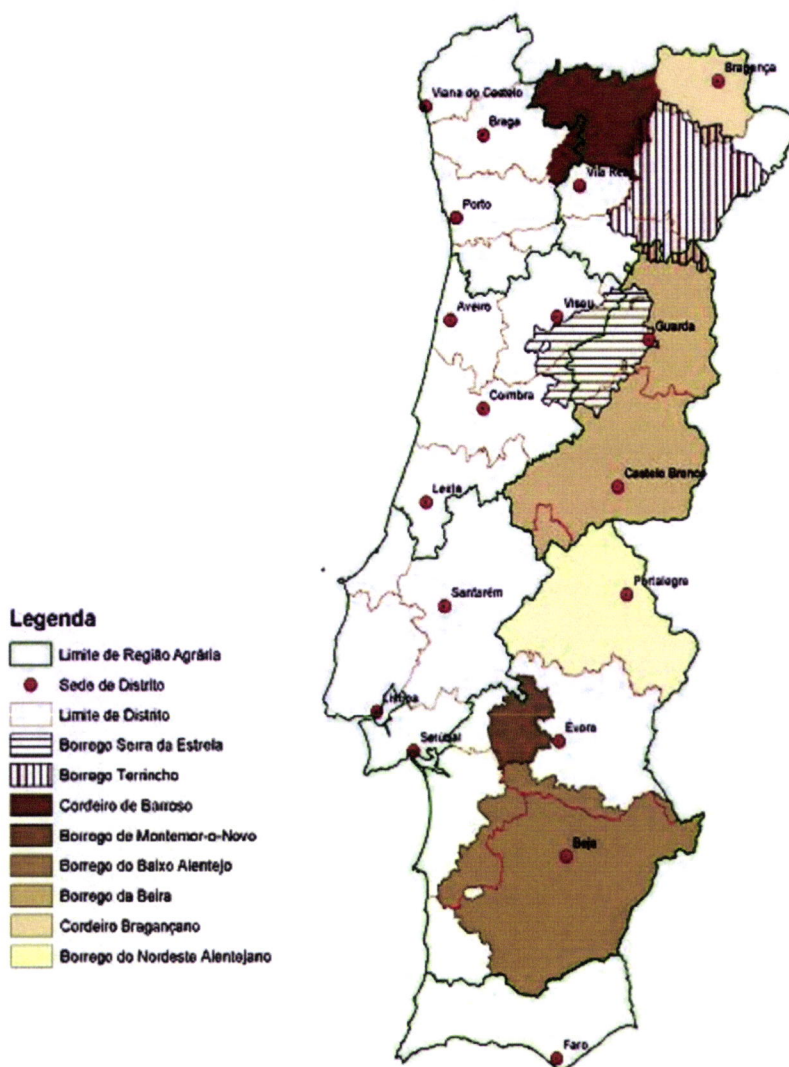 Bragança
Viana do Castelo
Braga
Vila Real
Porto
Aveiro
Viseu
Guarda
Coimbra
Castelo Branco
Leiria
Portalegre
Santarém
Lisboa
Setúbal
Évora
Beja
Faro
Legenda
Limite de Região Agrária
Sede de Distrito
Limite de Distrito
Borrego Serra da Estrela
Borrego Terrincho
Cordeiro de Barroso
Borrego de Montemor-o-Novo
Borrego do Baixo Alentejo
Borrego da Beira
Cordeiro Bragançano
Borrego do Nordeste Alentejano